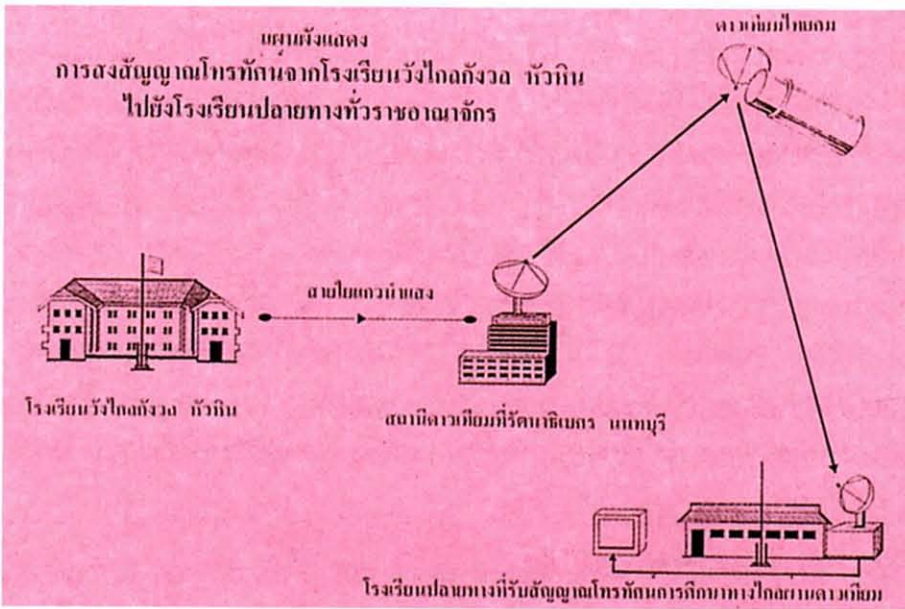 แผนผังแสดง
การส่งสัญญาณโทรทัศน์จากโรงเรียนวังไกลกังวล หัวหิน
ไปยังโรงเรียนปลายทางทั่วราชอาณาจักร
ดาวเทียมไทยคม
สายใยแก้วนำแสง
โรงเรียนวังไกลกังวล หัวหิน
สถานีดาวเทียมที่รัตนาธิเบศร นนทบุรี
โรงเรียนปลายทางที่รับสัญญาณโทรทัศน์การศึกษาทางไกลผ่านดาวเทียม